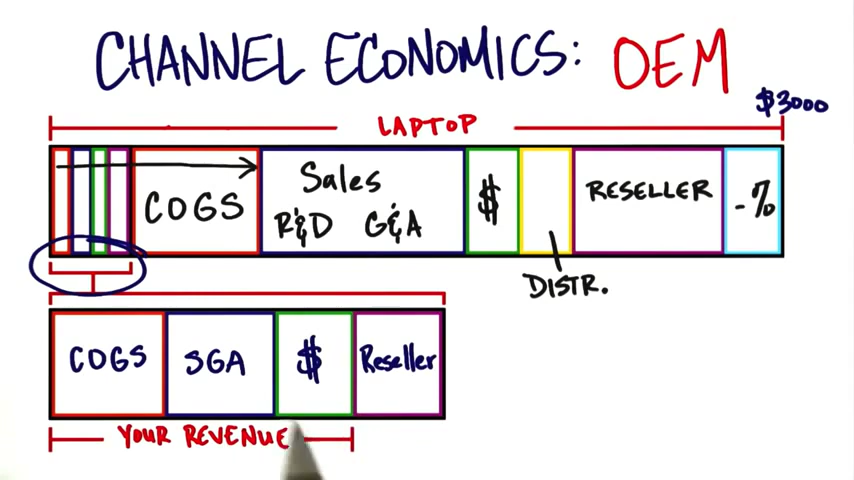 CHANNEL ECONOMICS: OEM
$3000
LAPTOP
COGS
Sales
R&D G&A
$
RESELLER
-%
DISTR.
COGS
SGA
$
Reseller
YOUR REVENUE